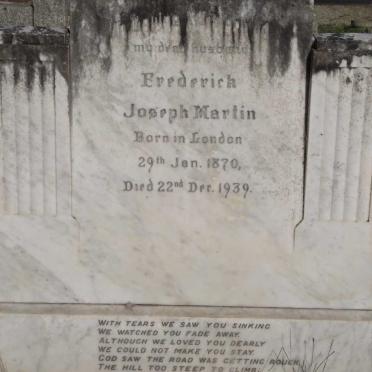 my dear husband
Frederick
Joseph Martin
Born in London
29th Jan. 1870,
Died 22nd Dec. 1939.
WITH TEARS WE SAW YOU SINKING
WE WATCHED YOU FADE AWAY.
ALTHOUGH WE LOVED YOU DEARLY
WE COULD NOT MAKE YOU STAY.
GOD SAW THE ROAD WAS GETTING ROUGH
THE HILL TOO STEEP TO CLIMB